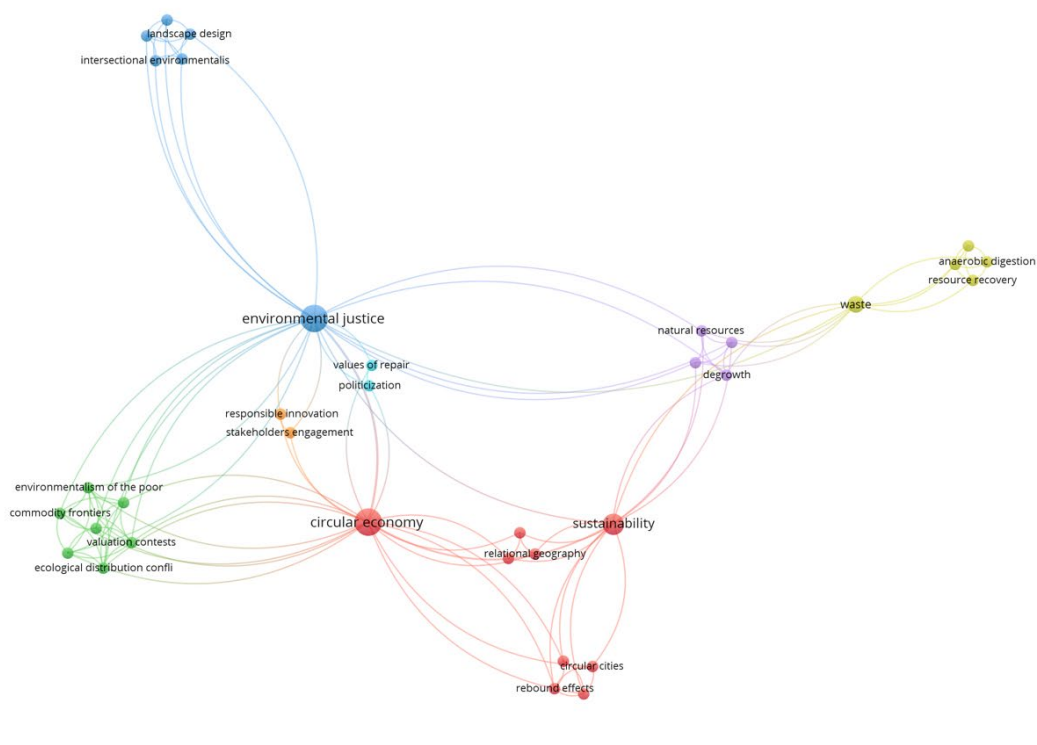 landscape design
intersectional environmentalis
anaerobic digestion
resource recovery
waste
environmental justice
natural resources
values of repair
degrowth
politicization
responsible innovation
stakeholders engagement
environmentalism of the poor
commodity frontiers
circular economy
sustainability
valuation contests
relational geography
ecological distribution confli
circular cities
rebound effects